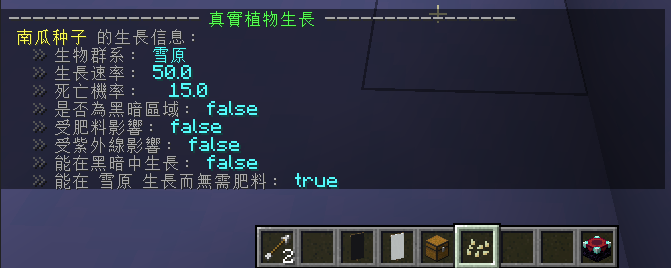 -------------------- 真實植物生長 --------------------
南瓜种子 的生長信息:
» 生物群系: 雪原
» 生長速率: 50.0
» 死亡機率: 15.0
» 是否為黑暗區域: false
» 受肥料影響: false
» 受紫外線影響: false
» 能在黑暗中生長: false
» 能在 雪原 生長而無需肥料: true
2